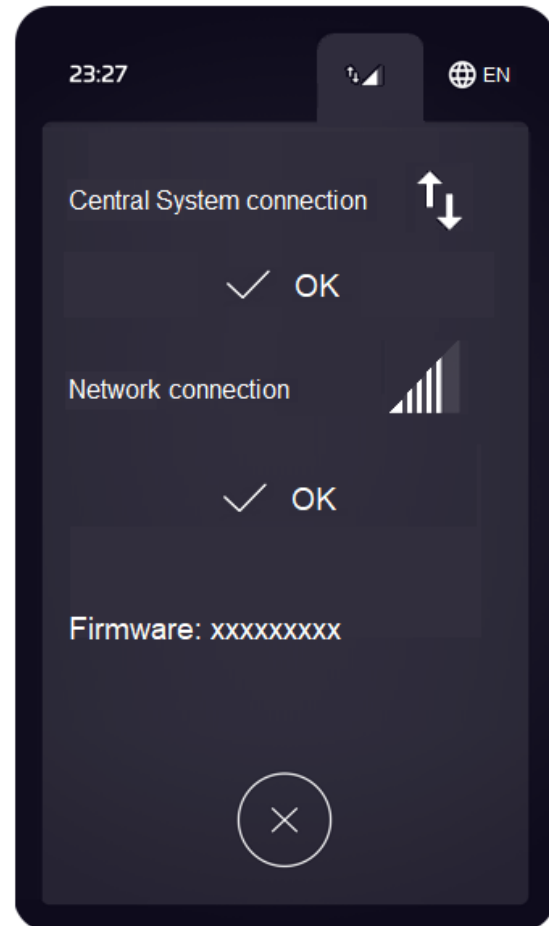 23:27 EN
Central System connection
OK
Network connection
OK
Firmware: xxxxxxxxx